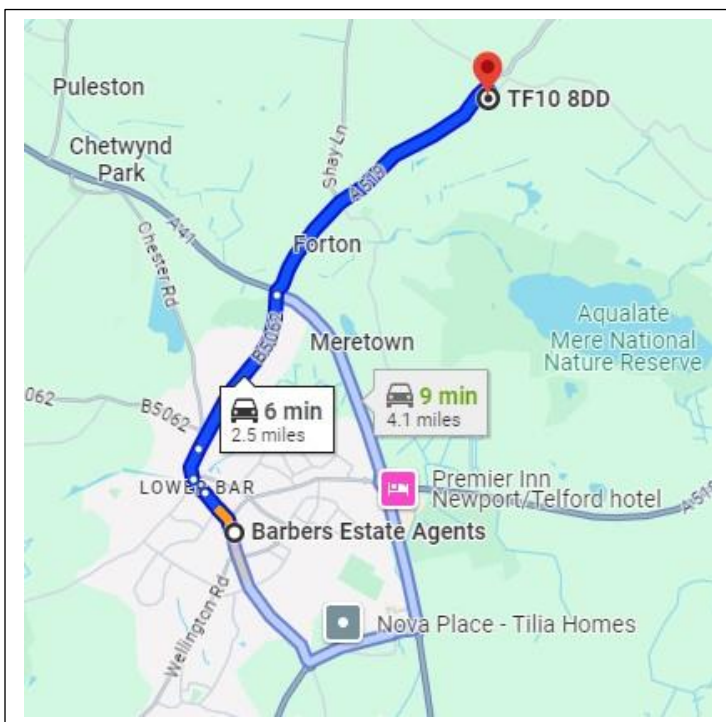 Puleston
TF10 8DD
Chetwynd
Park
Shay Ln
A519
A41
Forton
Chester Rd
Aqualate
Mere National
Nature Reserve
B5062
Meretown
9 min
4.1 miles
6 min
2.5 miles
062
B5062
LOWER BAR
Premier Inn
Newport/Telford hotel
A518
Barbers Estate Agents
Wellington Rd
Nova Place - Tilia Homes